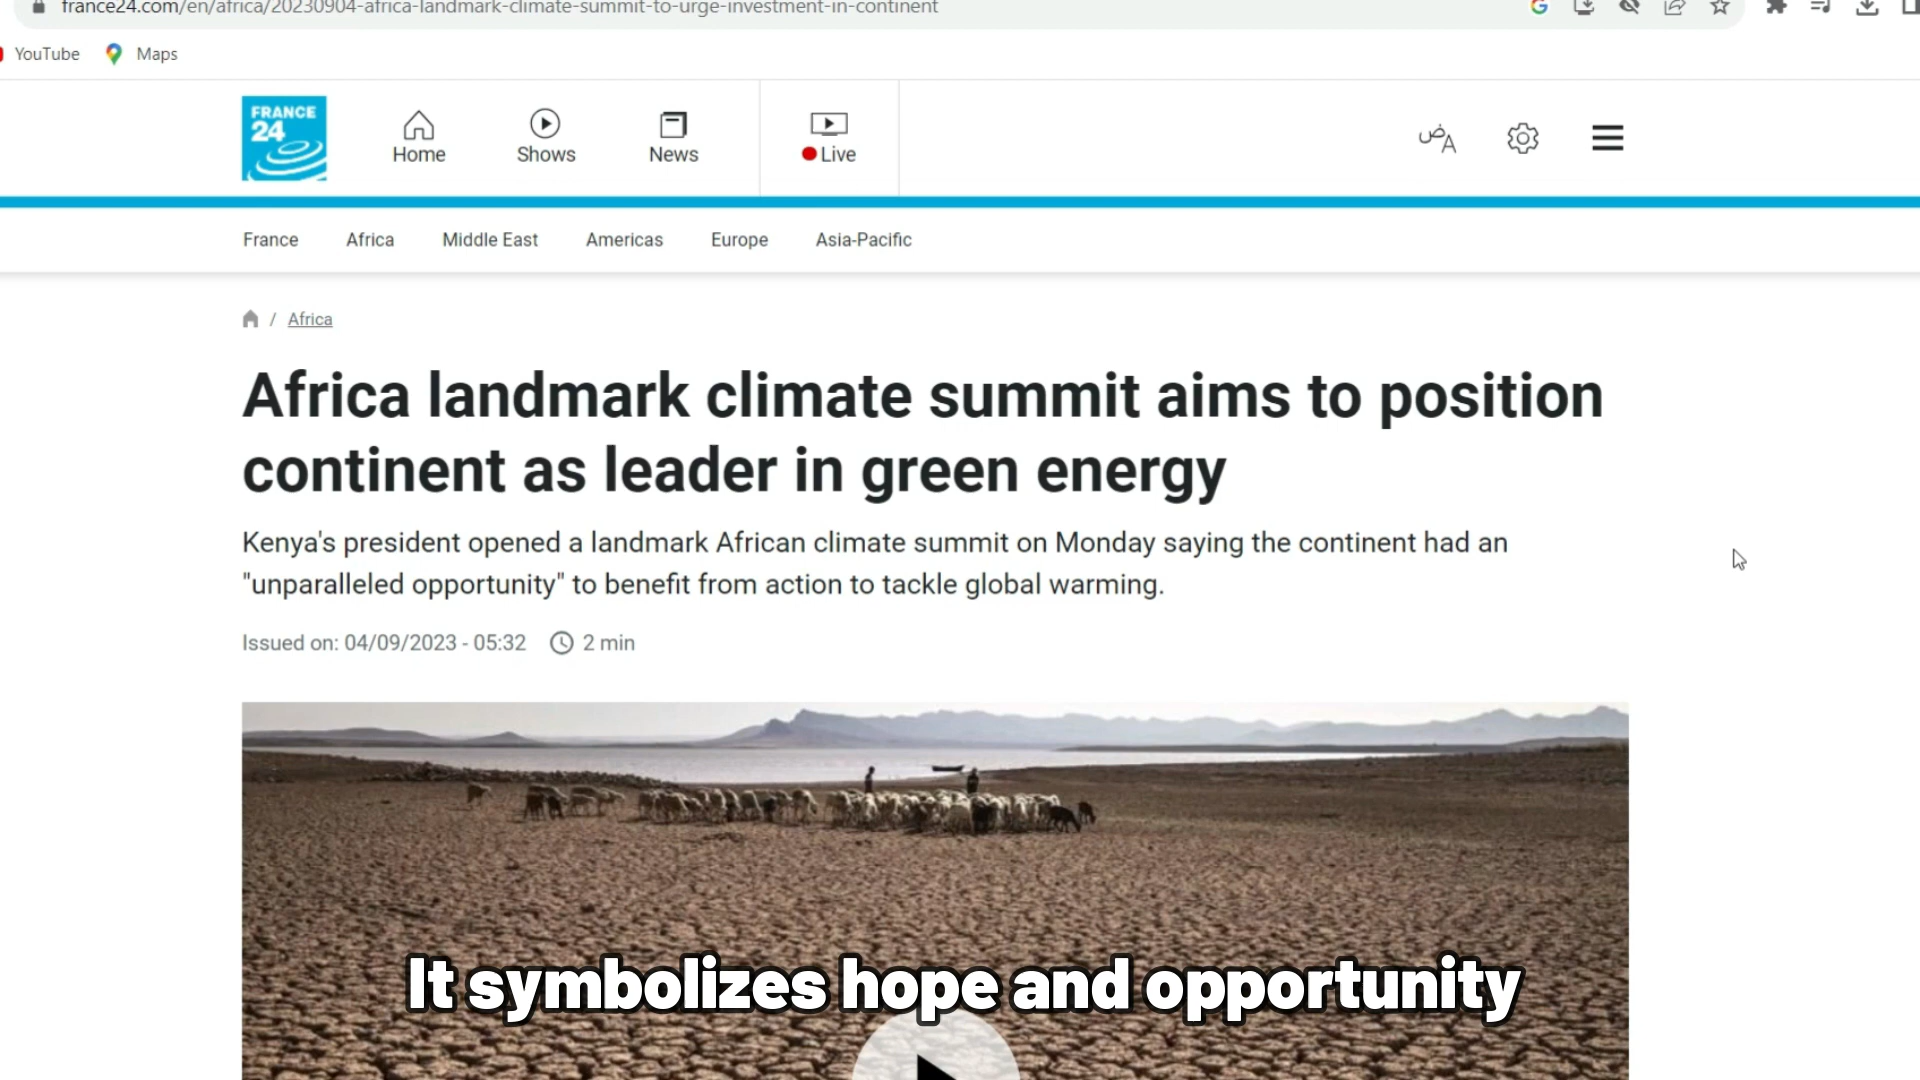 france24.com/en/africa/20230904-africa-landmark-climate-summit-to-urge-investment-in-continent
YouTube Maps
FRANCE
24
Home Shows News Live
ضA
France Africa Middle East Americas Europe Asia-Pacific
/ Africa
Africa landmark climate summit aims to position
continent as leader in green energy
Kenya's president opened a landmark African climate summit on Monday saying the continent had an
"unparalleled opportunity" to benefit from action to tackle global warming.
Issued on: 04/09/2023 - 05:32 2 min
It symbolizes hope and opportunity